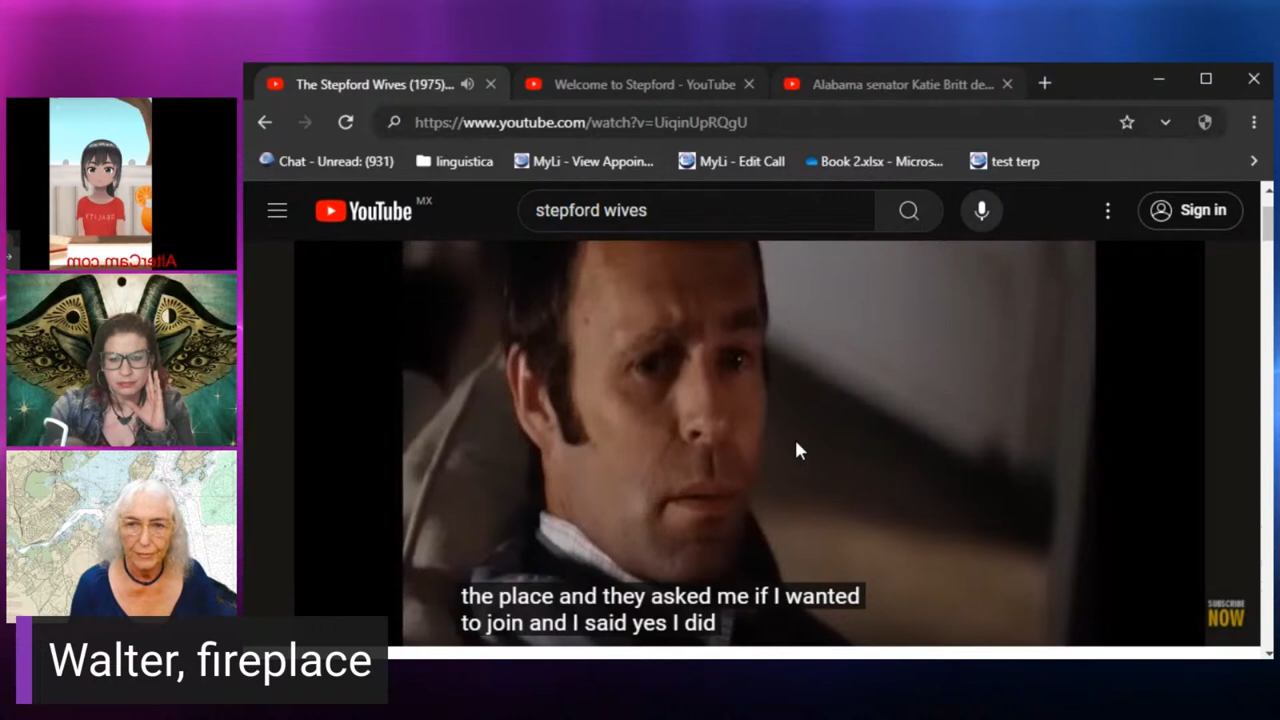 The Stepford Wives (1975)...
Welcome to Stepford - YouTube
Alabama senator Katie Britt de...
https://www.youtube.com/watch?v=UiqinUpRQgU
Chat - Unread: (931)
linguistica
MyLi - View Appoin...
MyLi - Edit Call
Book 2.xlsx - Micros...
test terp
YouTube MX
stepford wives
Sign in
AlterCam.com
the place and they asked me if I wanted
to join and I said yes I did
SUBSCRIBE
NOW
Walter, fireplace